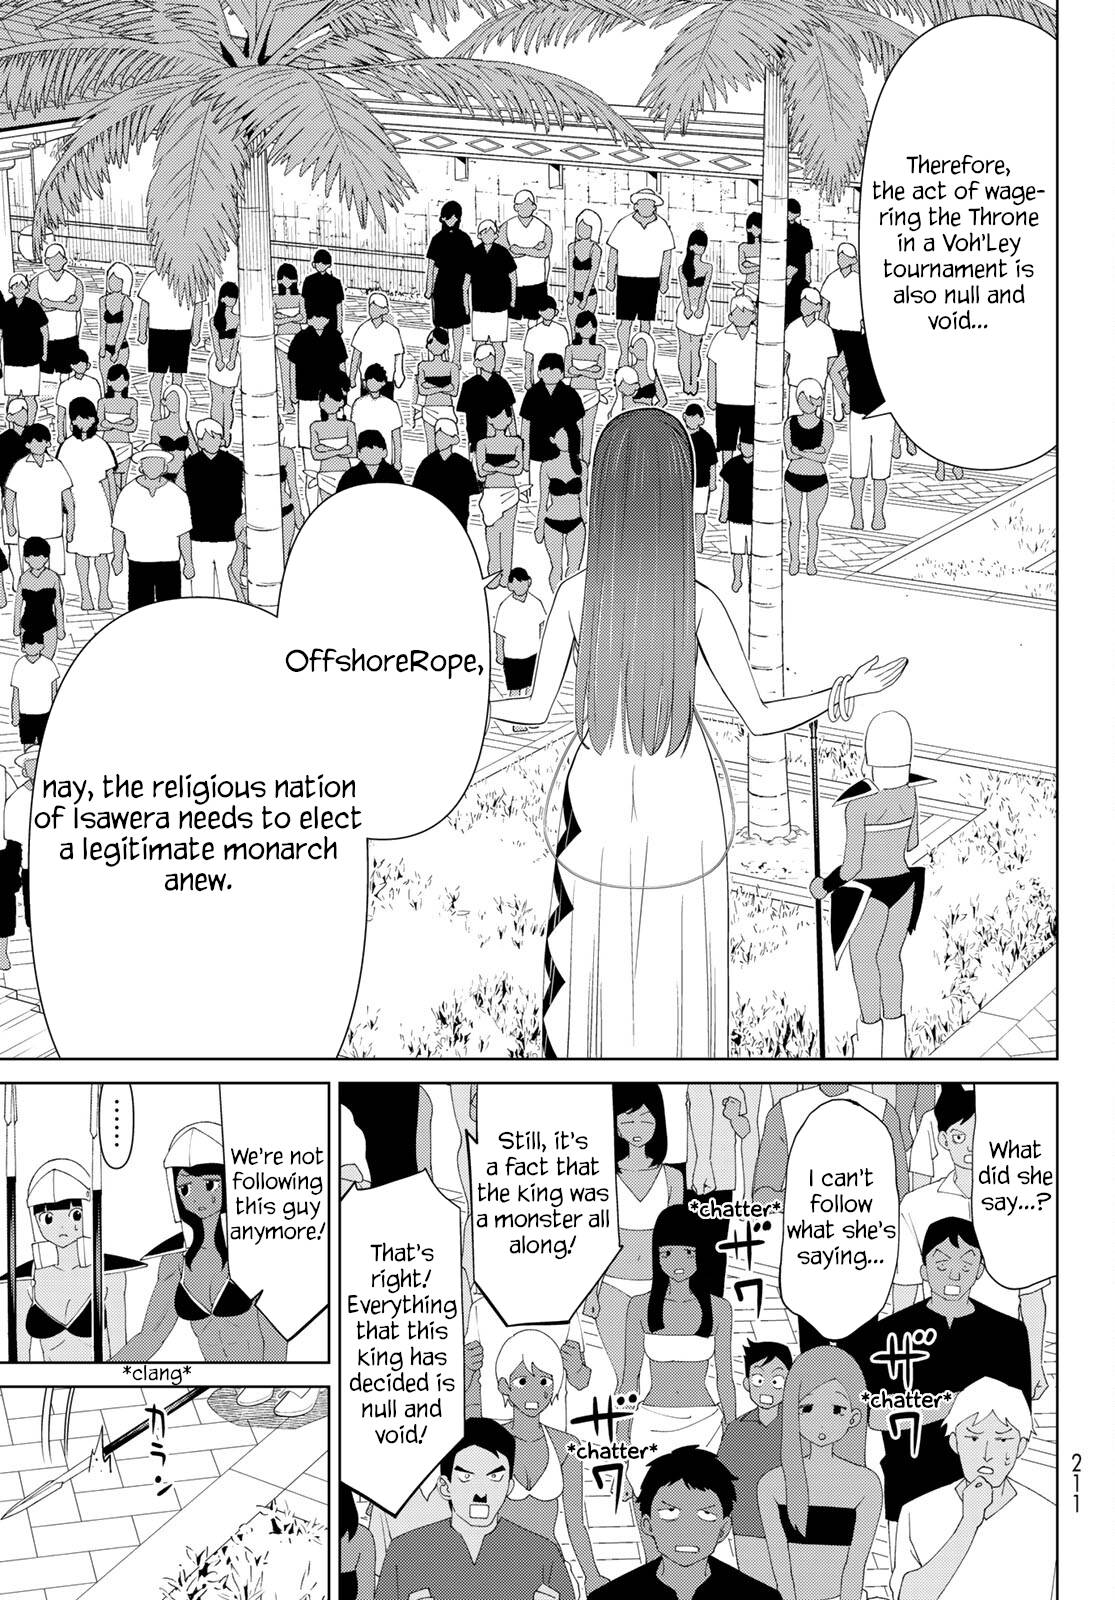 Therefore,
the act of wage-
ring the Throne
in a Voh'Ley
tournament is
also null and
void...
OffshoreRope,
nay, the religious nation
of Isawera needs to elect
a legitimate monarch
anew.
What
did she
say...?
I can't
follow
what she's
saying...
*chatter*
ザワ
*chatter*
ザワ
*chatter*
ザワ
Still, it's
a fact that
the king was
a monster all
along!
That's
right!
Everything
that this
king has
decided is
null and
void!
We're not
following
this guy
anymore!
......
*clang*
カラン
211